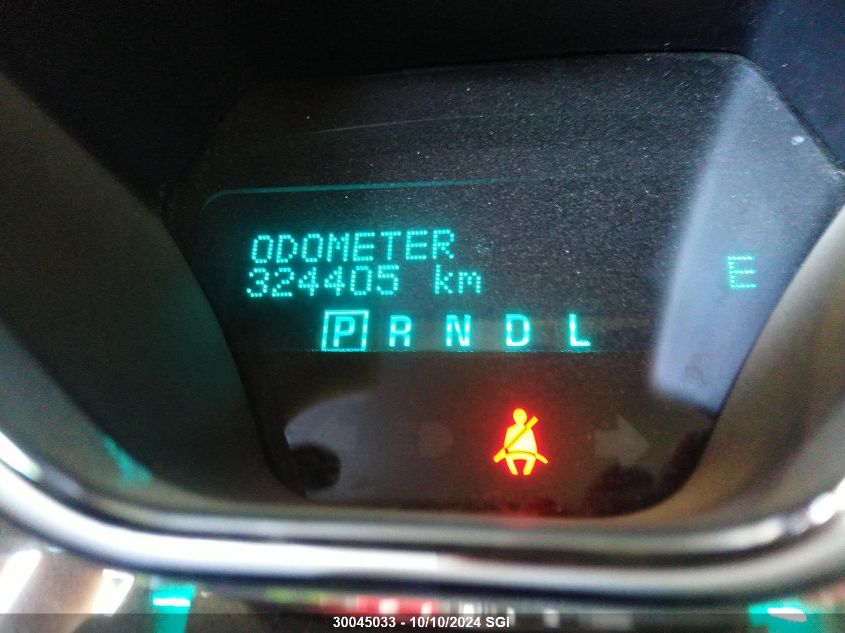 ODOMETER
324405 km
E
P R N D L
30045033 - 10/10/2024 SGI